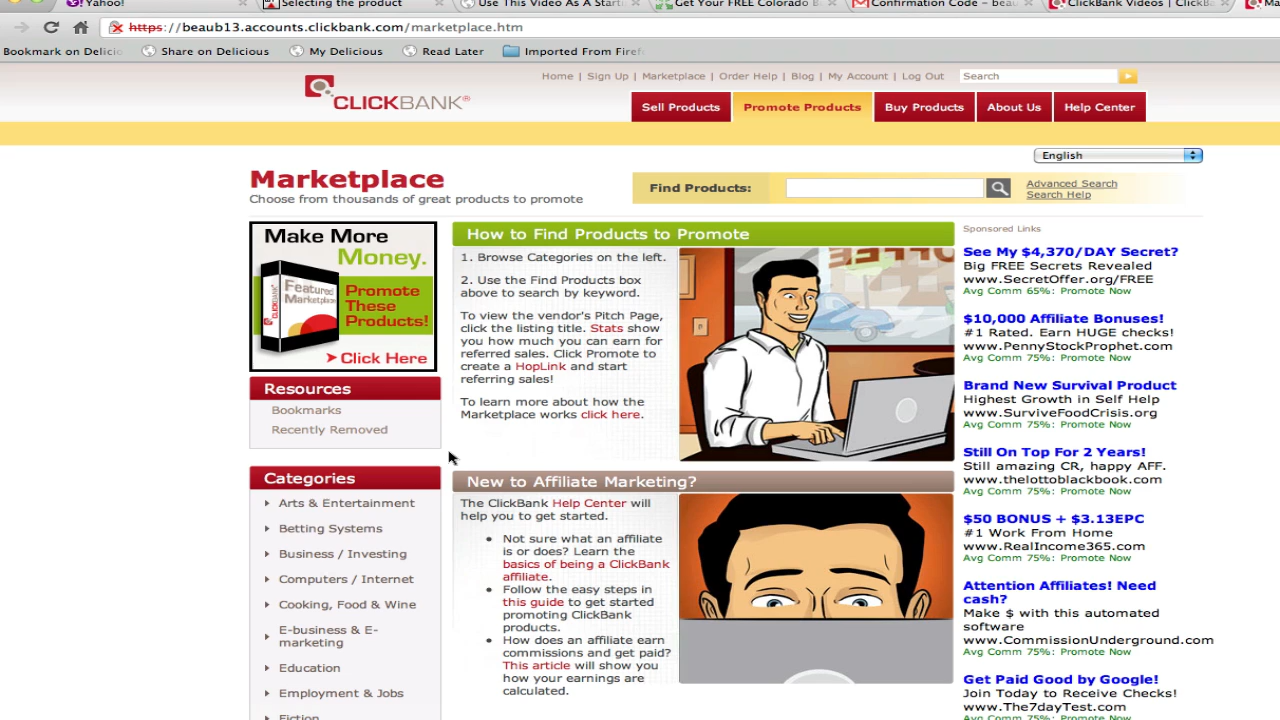 Yahoo!
Selecting the product
Use This Video As A Starti
Get Your FREE Colorado B
Confirmation Code – beau
ClickBank Videos | ClickBa
Ma
https://beaub13.accounts.clickbank.com/marketplace.htm
Bookmark on Delicio
Share on Delicious
My Delicious
Read Later
Imported From Firef
Home | Sign Up | Marketplace | Order Help | Blog | My Account | Log Out
Search
CLICKBANK®
Sell Products
Promote Products
Buy Products
About Us
Help Center
English
Marketplace
Choose from thousands of great products to promote
Find Products:
Advanced Search
Search Help
Make More
Money.
Featured
Marketplace
CLICKBANK
Promote
These
Products!
Click Here
Resources
Bookmarks
Recently Removed
Categories
Arts & Entertainment
Betting Systems
Business / Investing
Computers / Internet
Cooking, Food & Wine
E-business & E-
marketing
Education
Employment & Jobs
Fiction
How to Find Products to Promote
1. Browse Categories on the left.
2. Use the Find Products box
above to search by keyword.
To view the vendor's Pitch Page,
click the listing title. Stats show
you how much you can earn for
referred sales. Click Promote to
create a HopLink and start
referring sales!
To learn more about how the
Marketplace works click here.
New to Affiliate Marketing?
The ClickBank Help Center will
help you to get started.
Not sure what an affiliate
is or does? Learn the
basics of being a ClickBank
affiliate.
Follow the easy steps in
this guide to get started
promoting ClickBank
products.
How does an affiliate earn
commissions and get paid?
This article will show you
how your earnings are
calculated.
Sponsored Links
See My $4,370/DAY Secret?
Big FREE Secrets Revealed
www.SecretOffer.org/FREE
Avg Comm 65%: Promote Now
$10,000 Affiliate Bonuses!
#1 Rated. Earn HUGE checks!
www.PennyStockProphet.com
Avg Comm 75%: Promote Now
Brand New Survival Product
Highest Growth in Self Help
www.SurviveFoodCrisis.org
Avg Comm 75%: Promote Now
Still On Top For 2 Years!
Still amazing CR, happy AFF.
www.thelottoblackbook.com
Avg Comm 75%: Promote Now
$50 BONUS + $3.13EPC
#1 Work From Home
www.RealIncome365.com
Avg Comm 75%: Promote Now
Attention Affiliates! Need
cash?
Make $ with this automated
software
www.CommissionUnderground.com
Avg Comm 75%: Promote Now
Get Paid Good by Google!
Join Today to Receive Checks!
www.The7dayTest.com
Avg Comm 75%: Promote Now